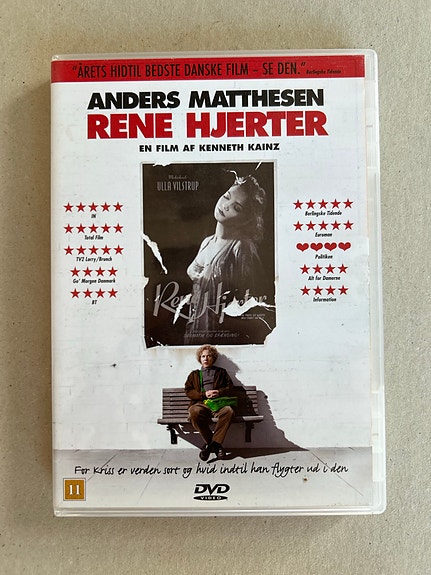 "ÅRETS HIDTIL BEDSTE DANSKE FILM – SE DEN." Berlingske Tidende
ANDERS MATTHESEN
RENE HJERTER
EN FILM AF KENNETH KAINZ
ULLA VILSTRUP
Rene Hjerter
★★★★★
IN
★★★★★
Total Film
★★★★★
TV2 Lorry/Brunch
★★★★
Go' Morgen Danmark
★★★★
BT
★★★★★
Berlingske Tidende
★★★★★
Euroman
♥♥♥♥
Politiken
★★★★
Alt for Damerne
★★★★
Information
For Kriss er verden sort og hvid indtil han flygter ud i den
11
DVD
VIDEO